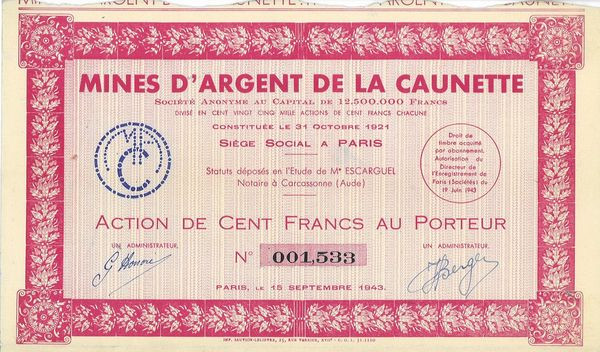 MINES D'ARGENT DE LA CAUNETTE
SOCIÉTÉ ANONYME AU CAPITAL DE 12.500.000 FRANCS
DIVISÉ EN CENT VINGT CINQ MILLE ACTIONS DE CENT FRANCS CHACUNE
CONSTITUÉE LE 31 OCTOBRE 1921
SIÈGE SOCIAL A PARIS
Statuts déposés en l'Etude de Me ESCARGUEL
Notaire à Carcassonne (Aude)
Droit de
timbre acquitté
par abonnement.
Autorisation du
Directeur de
l'Enregistrement de
Paris (Sociétés) du
19 Juin 1943
ACTION DE CENT FRANCS AU PORTEUR
UN ADMINISTRATEUR,
G Honoré
N° 001,533
UN ADMINISTRATEUR,
Berger
PARIS, LE 15 SEPTEMBRE 1943.